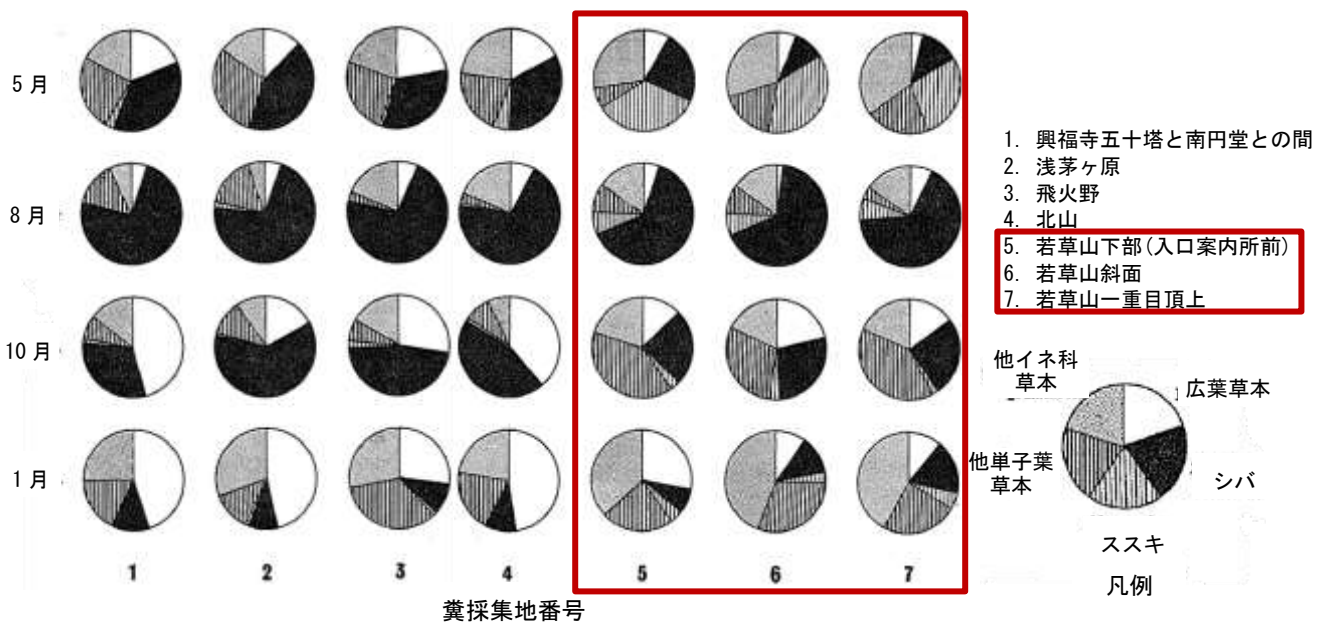 5月
8月
10月
1月
1 2 3 4 5 6 7
糞採集地番号
1. 興福寺五十塔と南円堂との間
2. 浅茅ヶ原
3. 飛火野
4. 北山
5. 若草山下部(入口案内所前)
6. 若草山斜面
7. 若草山一重目頂上
他イネ科
草本
広葉草本
他単子葉
草本
シバ
ススキ
凡例